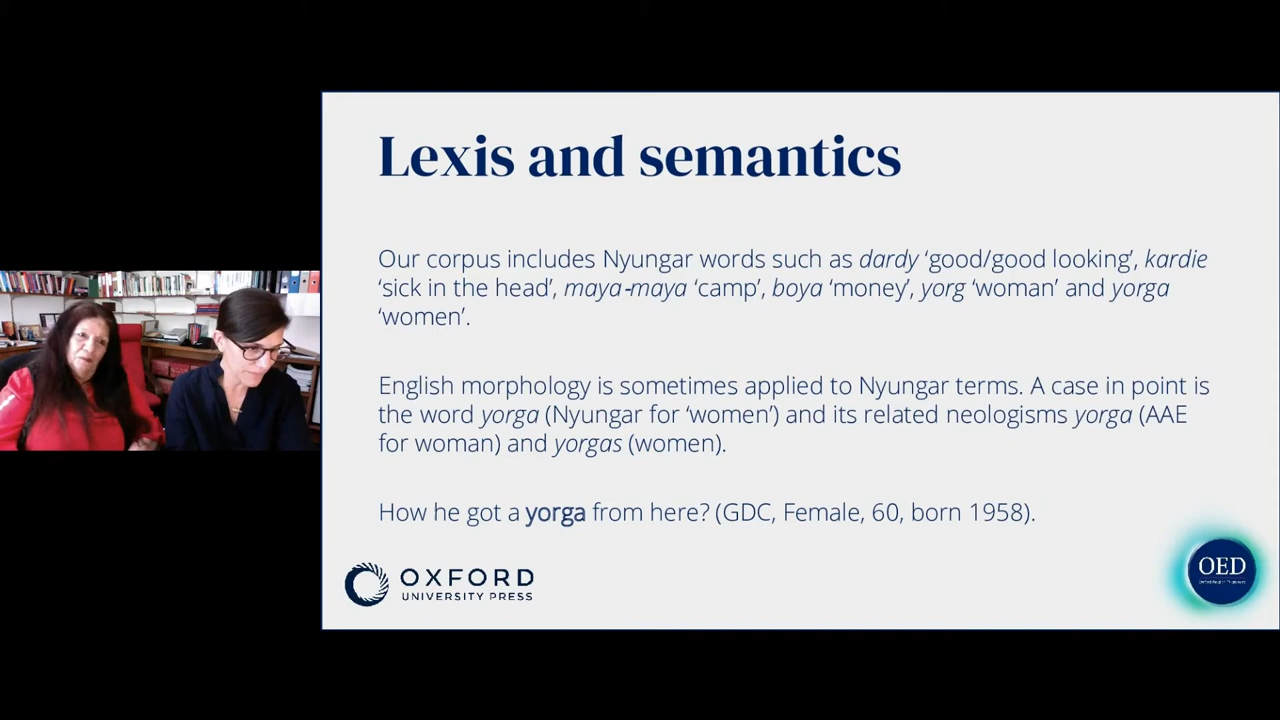 Lexis and semantics
Our corpus includes Nyungar words such as dardy ‘good/good looking’, kardie
‘sick in the head’, maya-maya ‘camp’, boya ‘money’, yorg ‘woman’ and yorga
‘women’.
English morphology is sometimes applied to Nyungar terms. A case in point is
the word yorga (Nyungar for ‘women’) and its related neologisms yorga (AAE
for woman) and yorgas (women).
How he got a yorga from here? (GDC, Female, 60, born 1958).
OXFORD
UNIVERSITY PRESS
OED